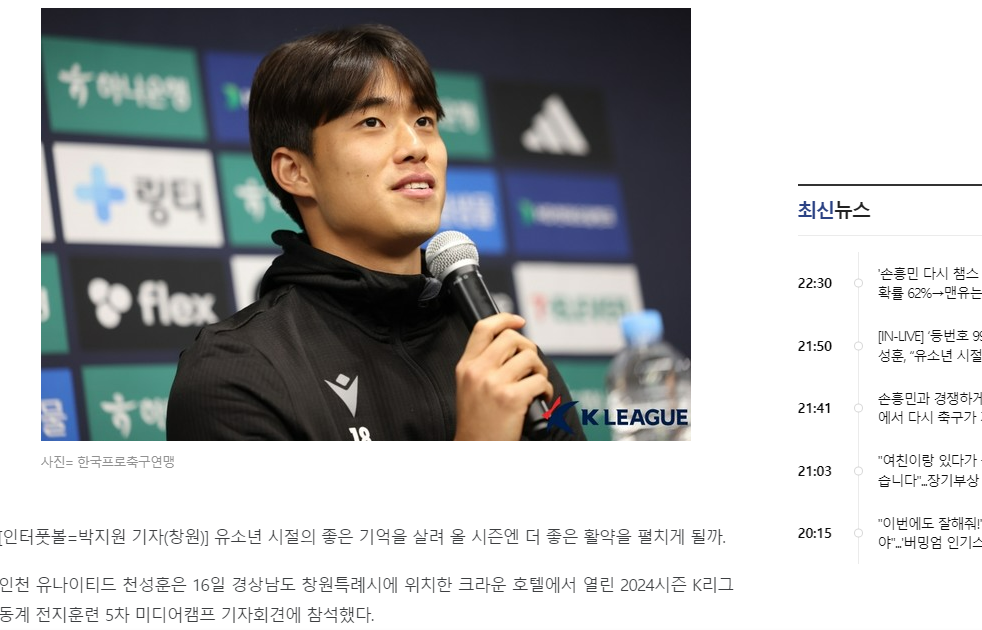 하나은행
링티
flex
18
K LEAGUE
사진= 한국프로축구연맹
[인터풋볼=박지원 기자(창원)] 유소년 시절의 좋은 기억을 살려 올 시즌엔 더 좋은 활약을 펼치게 될까.
인천 유나이티드 천성훈은 16일 경상남도 창원특례시에 위치한 크라운 호텔에서 열린 2024시즌 K리그
동계 전지훈련 5차 미디어캠프 기자회견에 참석했다.
최신뉴스
22:30
'손흥민 다시 챔스
확률 62%→맨유는
21:50
[IN-LIVE] '등번호 9
성훈, "유소년 시절
21:41
손흥민과 경쟁하게
에서 다시 축구가
21:03
"여친이랑 있다가
습니다"...장기부상
20:15
"이번에도 잘해줘!"
야"...'버밍엄 인기스